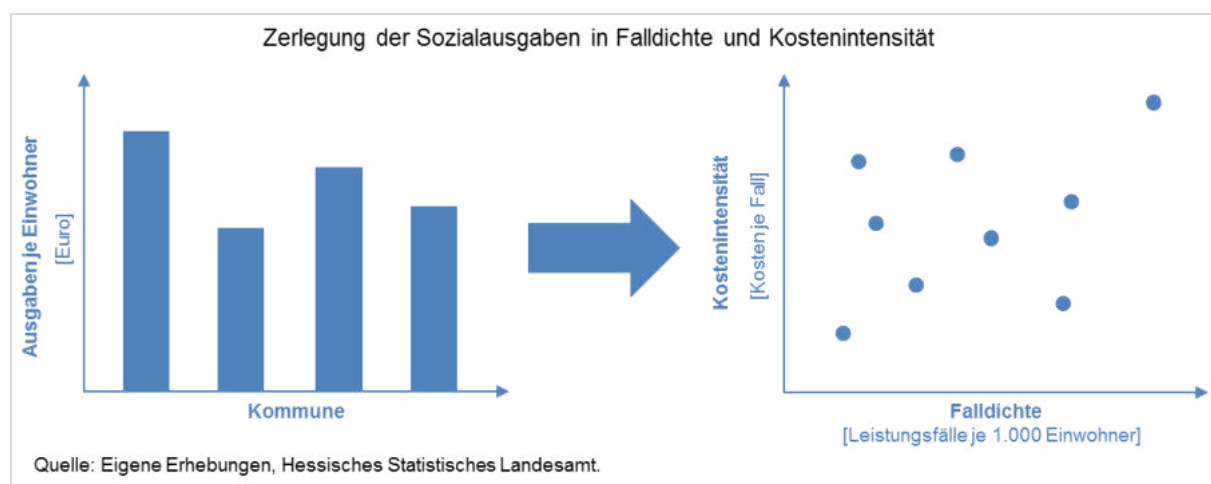 Zerlegung der Sozialausgaben in Falldichte und Kostenintensität
Ausgaben je Einwohner
[Euro]
Kommune
Kostenintensität
[Kosten je Fall]
Falldichte
[Leistungsfälle je 1.000 Einwohner]
Quelle: Eigene Erhebungen, Hessisches Statistisches Landesamt.